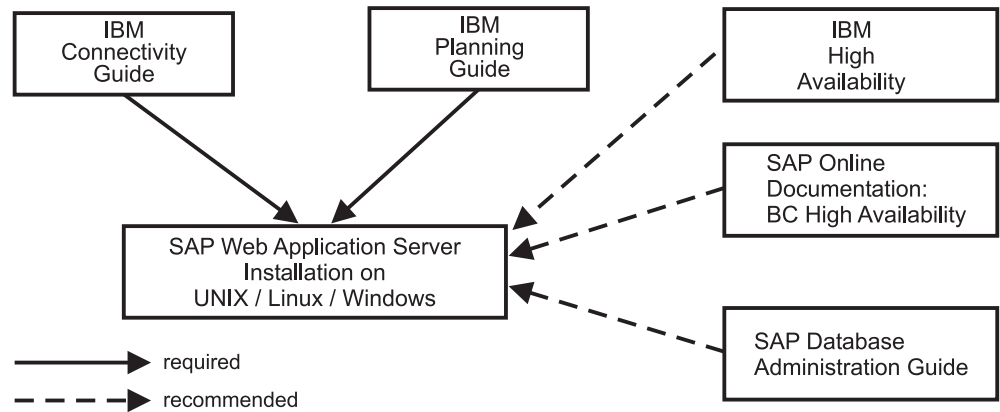 IBM
Connectivity
Guide
IBM
Planning
Guide
IBM
High
Availability
SAP Online
Documentation:
BC High Availability
SAP Web Application Server
Installation on
UNIX / Linux / Windows
SAP Database
Administration Guide
required
recommended